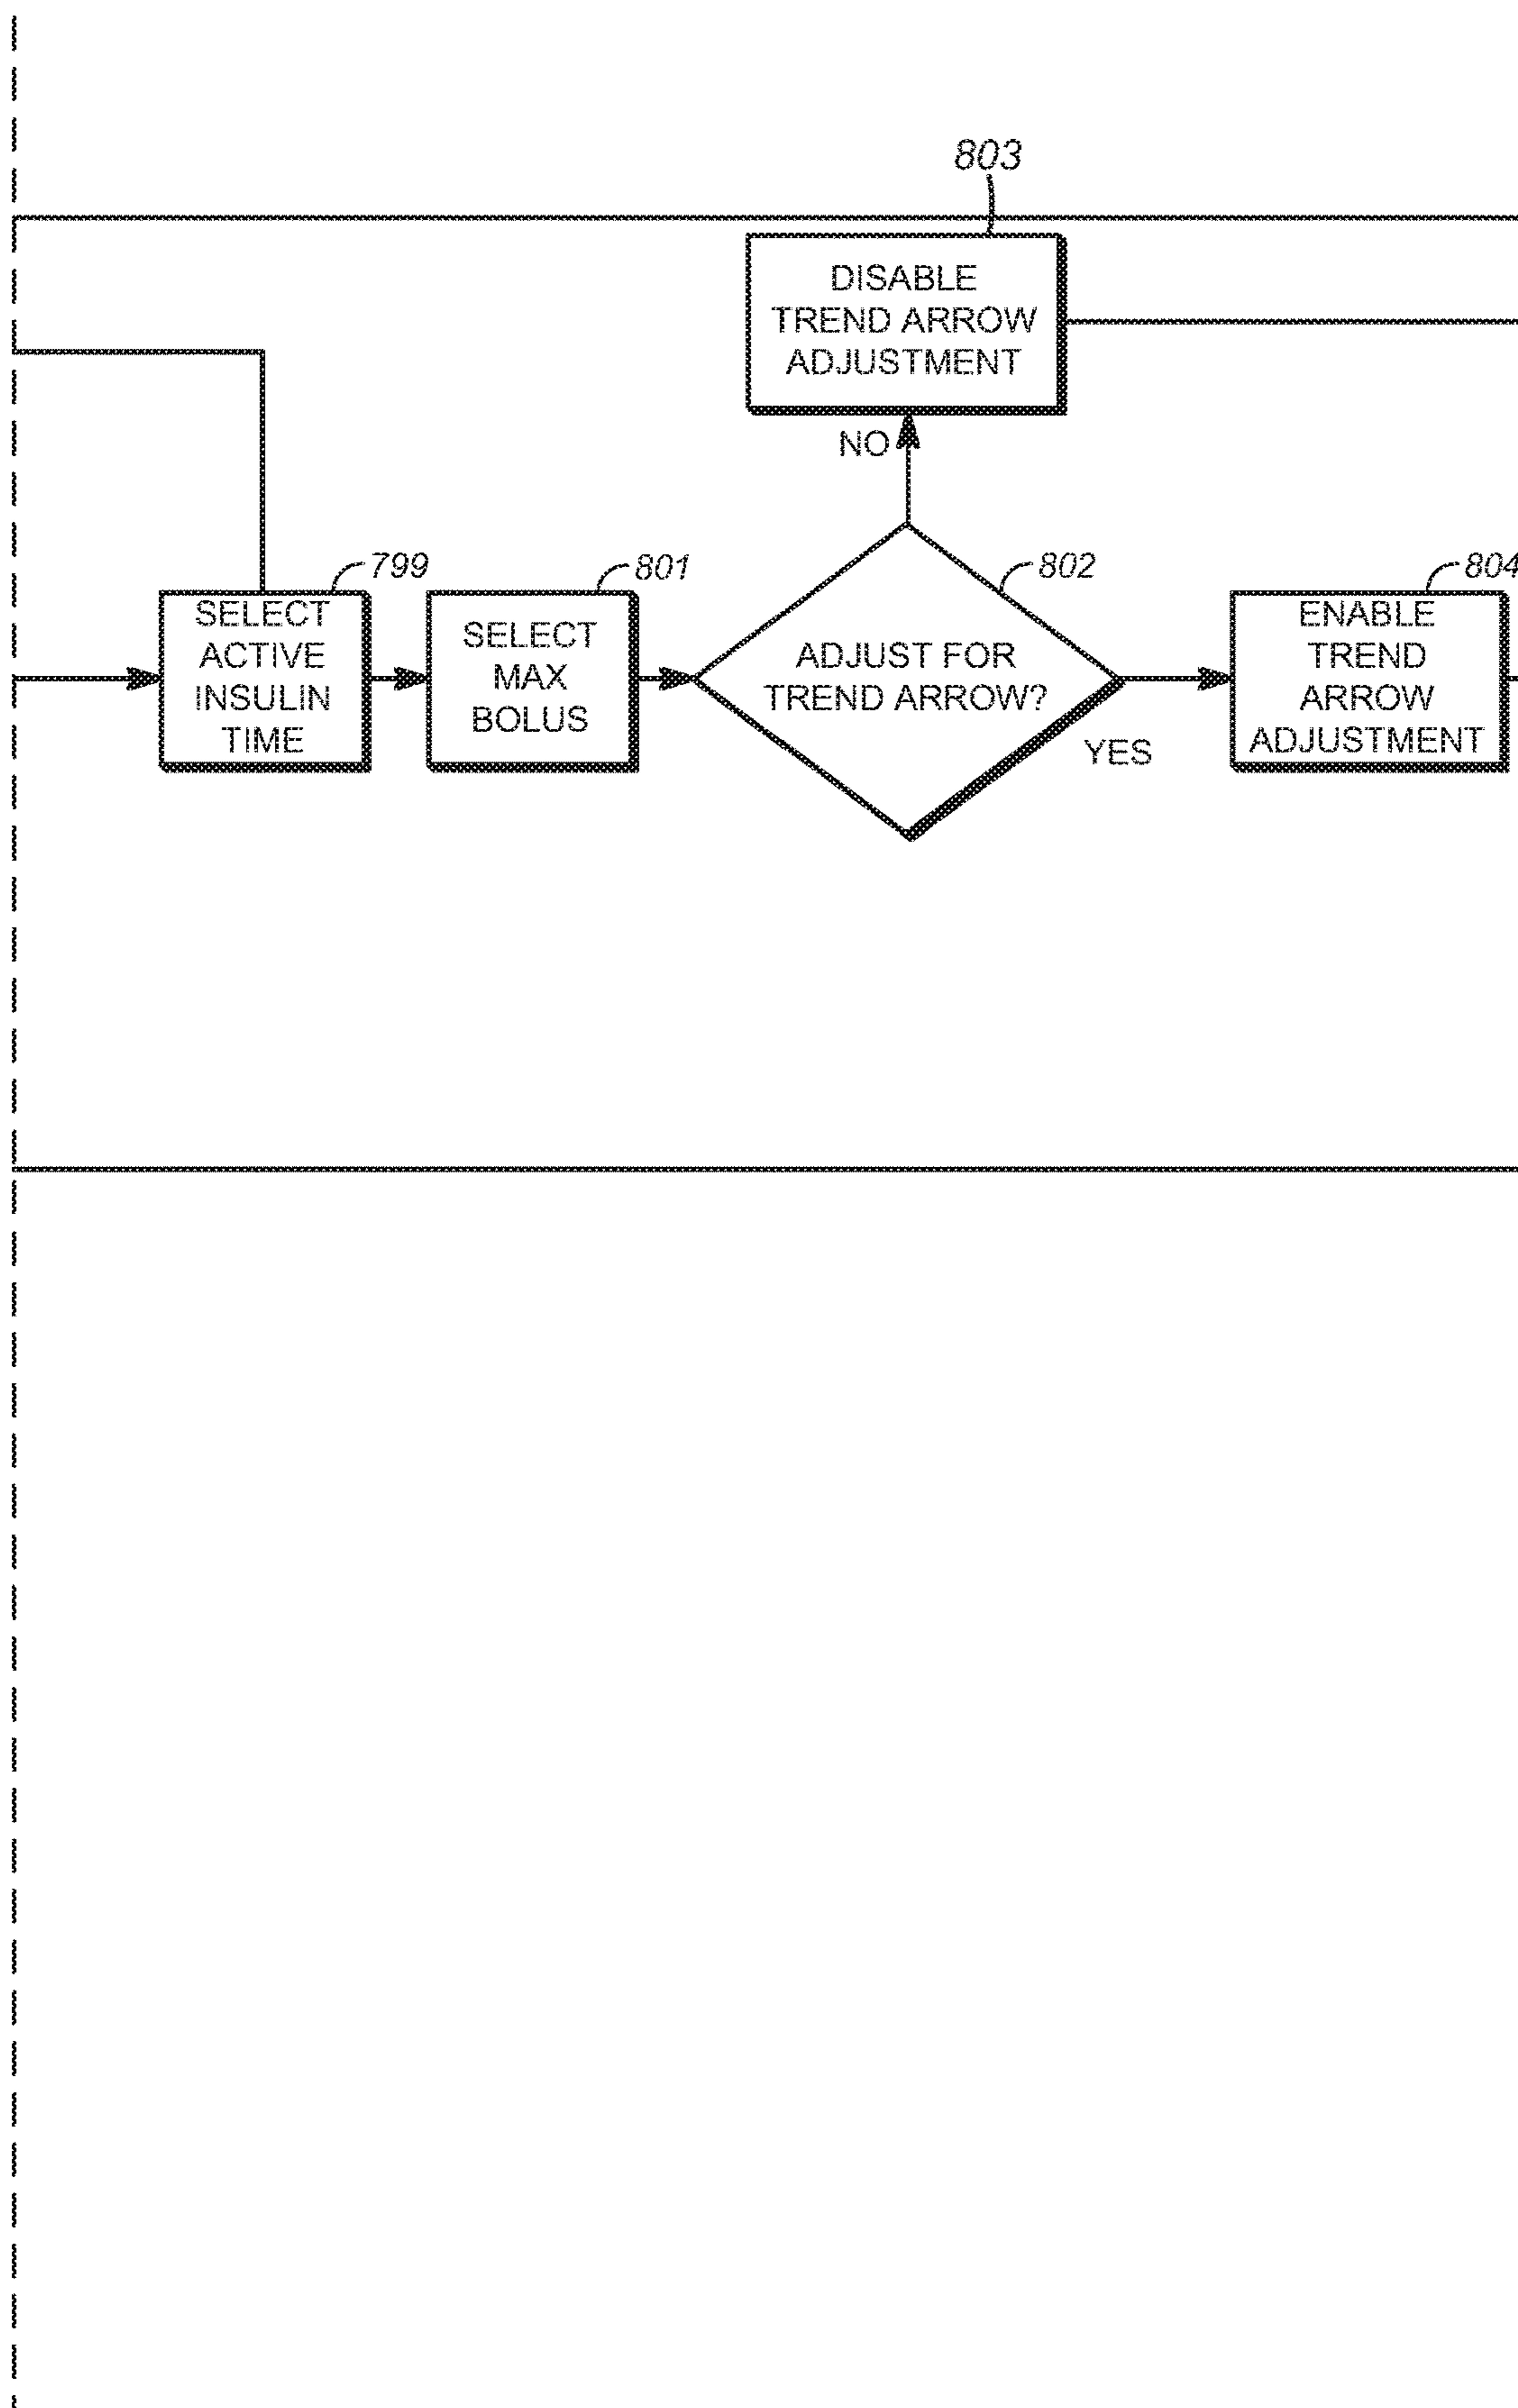 803
DISABLE
TREND ARROW
ADJUSTMENT
NO
799
SELECT
ACTIVE
INSULIN
TIME
801
SELECT
MAX
BOLUS
802
ADJUST FOR
TREND ARROW?
YES
804
ENABLE
TREND
ARROW
ADJUSTMENT